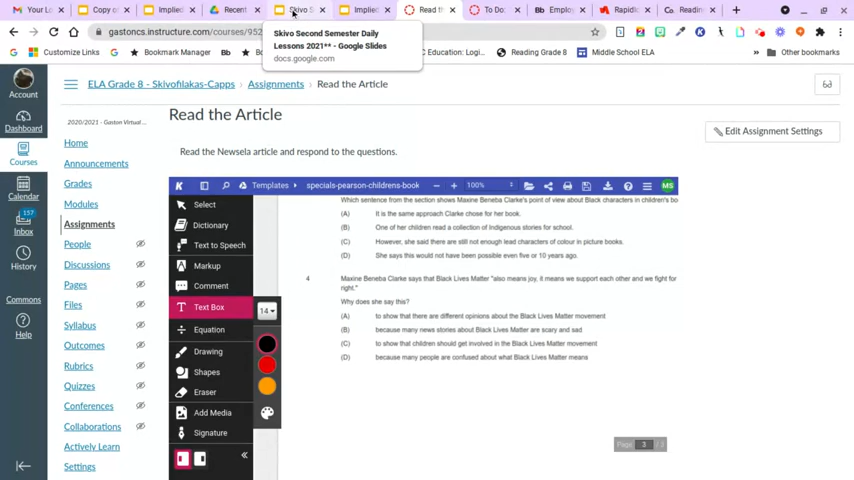 Your Lo
Copy of
Implied
Recent
Skivo S
Implied
Read th
To Do:
Employ
Rapidlo
Co
Readin
gastoncs.instructure.com/courses/952
Skivo Second Semester Daily
Lessons 2021** - Google Slides
docs.google.com
Customize Links
Bookmark Manager
Bookmar
C Education: Logi...
Reading Grade 8
Middle School ELA
Account
Dashboard
Courses
Calendar
157
Inbox
History
Commons
Help
ELA Grade 8 - Skivofilakas-Capps
Assignments
Read the Article
2020/2021 - Gaston Virtual ...
Home
Announcements
Grades
Modules
Assignments
People
Discussions
Pages
Files
Syllabus
Outcomes
Rubrics
Quizzes
Conferences
Collaborations
Actively Learn
Settings
Read the Article
Edit Assignment Settings
Read the Newsela article and respond to the questions.
K
Templates
specials-pearson-childrens-book
100%
MS
Select
Dictionary
Text to Speech
Markup
Comment
Text Box
14
Equation
Drawing
Shapes
Eraser
Add Media
Signature
Which sentence from the section shows Maxine Beneba Clarke's point of view about Black characters in children's bo
(A) It is the same approach Clarke chose for her book.
(B) One of her children read a collection of Indigenous stories for school.
(C) However, she said there are still not enough lead characters of colour in picture books.
(D) She says this would not have been possible even five or 10 years ago.
4 Maxine Beneba Clarke says that Black Lives Matter "also means joy, it means we support each other and we fight for
right."
Why does she say this?
(A) to show that there are different opinions about the Black Lives Matter movement
(B) because many news stories about Black Lives Matter are scary and sad
(C) to show that children should get involved in the Black Lives Matter movement
(D) because many people are confused about what Black Lives Matter means
Page 3 / 3